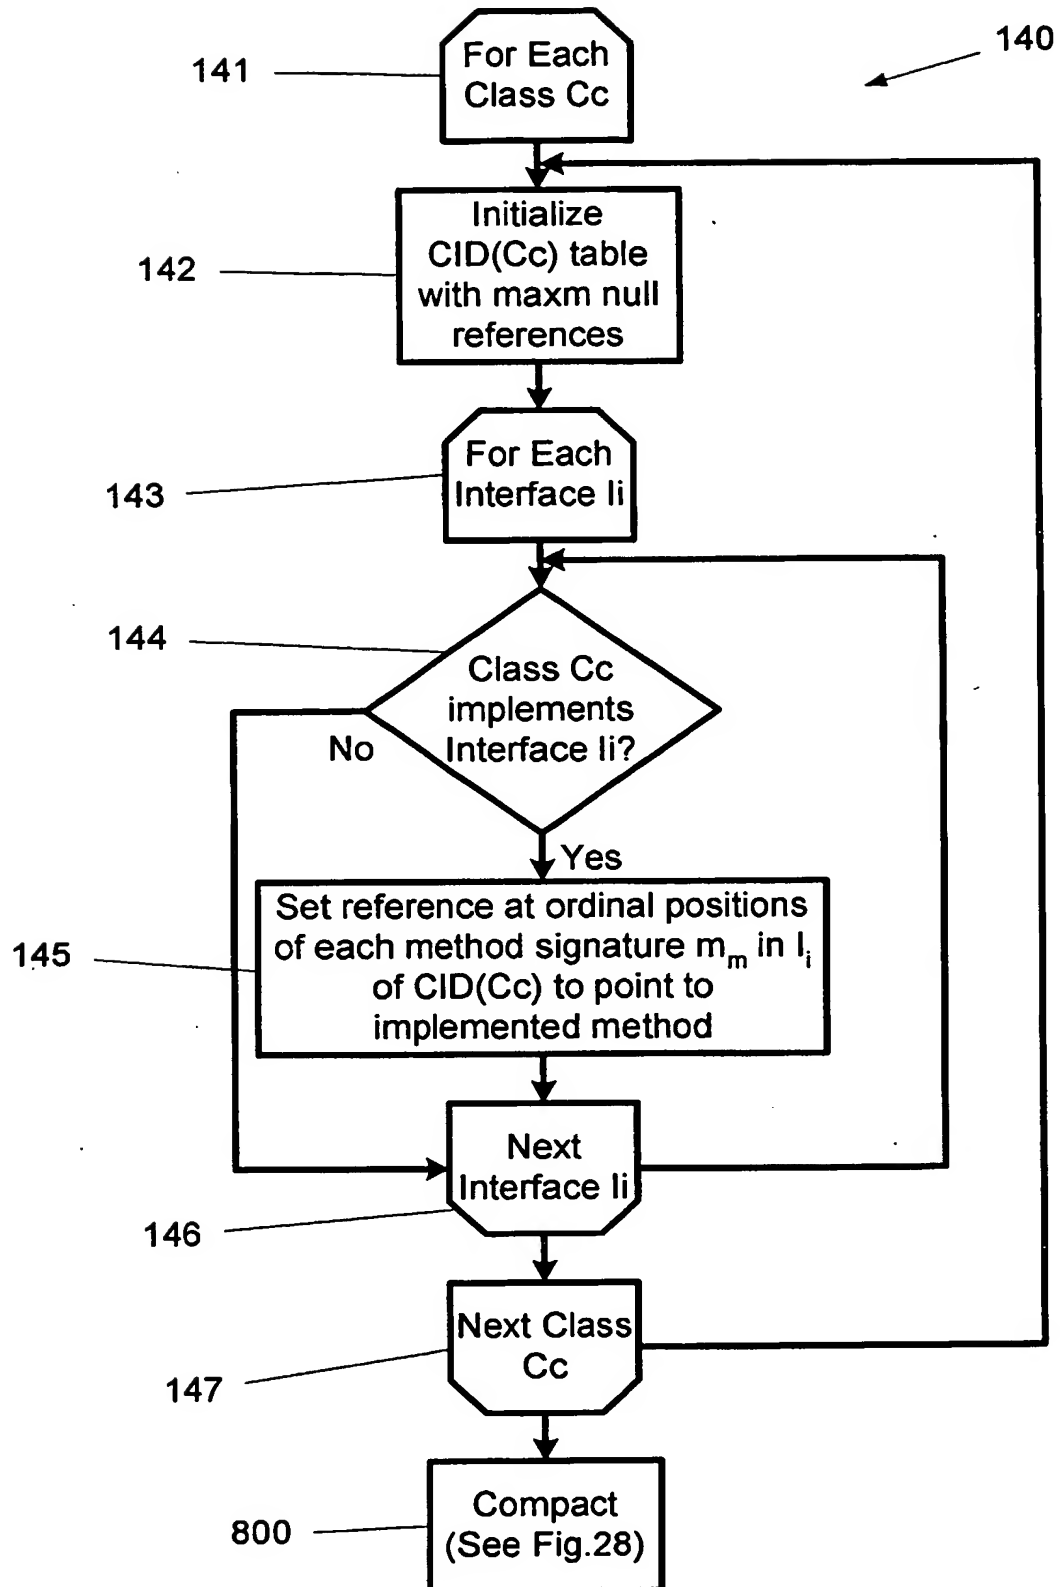 140
141
For Each
Class Cc
142
Initialize
CID(Cc) table
with maxm null
references
143
For Each
Interface Ii
144
Class Cc
implements
Interface Ii?
No
Yes
145
Set reference at ordinal positions
of each method signature mm in Ii
of CID(Cc) to point to
implemented method
Next
Interface Ii
146
Next Class
Cc
147
800
Compact
(See Fig.28)